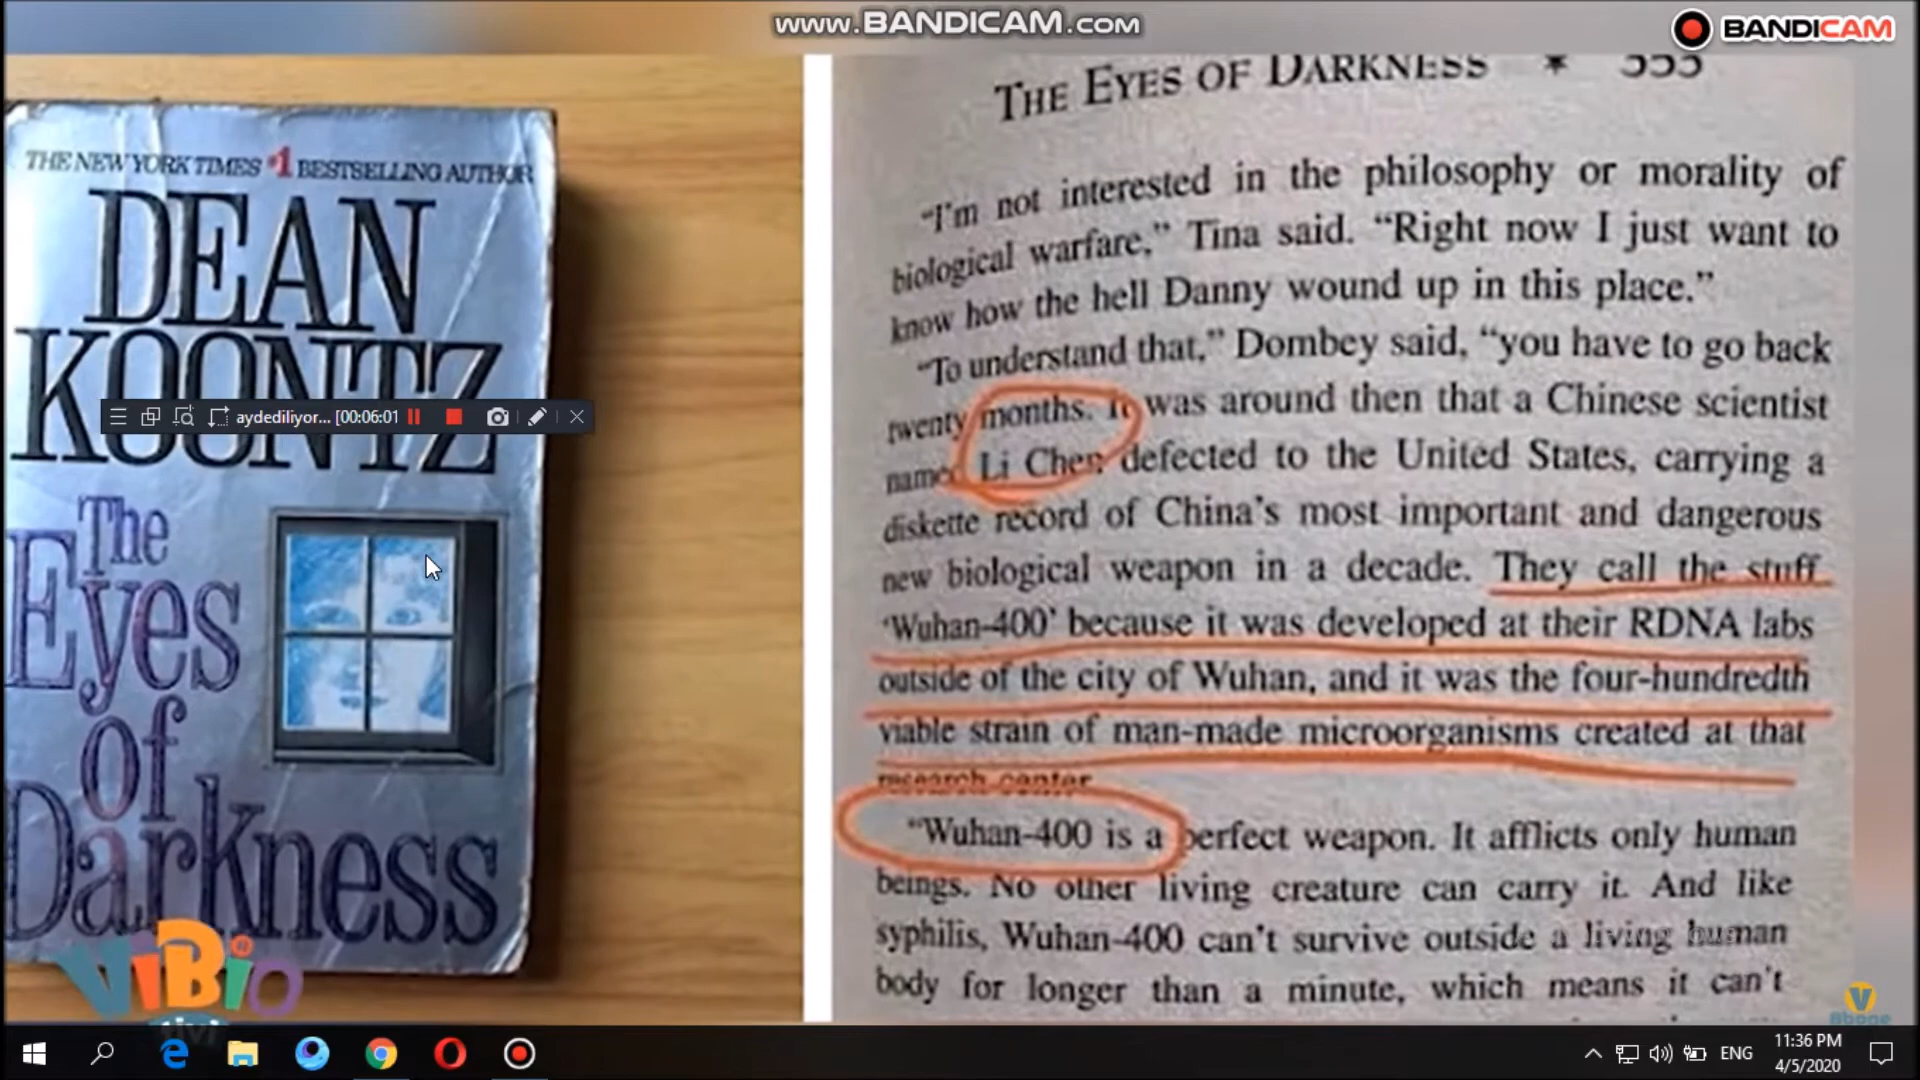 www.BANDICAM.com
BANDICAM
THE NEW YORK TIMES #1 BESTSELLING AUTHOR
DEAN
KOONTZ
aydediliyor... [00:06:01
The
Eyes
of
Darkness
ViBio
THE EYES OF DARKNESS ★ 353
"I'm not interested in the philosophy or morality of
biological warfare," Tina said. "Right now I just want to
know how the hell Danny wound up in this place."
"To understand that," Dombey said, "you have to go back
twenty months. It was around then that a Chinese scientist
named Li Chen defected to the United States, carrying a
diskette record of China's most important and dangerous
new biological weapon in a decade. They call the stuff
'Wuhan-400' because it was developed at their RDNA labs
outside of the city of Wuhan, and it was the four-hundredth
viable strain of man-made microorganisms created at that
research center.
"Wuhan-400 is a perfect weapon. It afflicts only human
beings. No other living creature can carry it. And like
syphilis, Wuhan-400 can't survive outside a living human
body for longer than a minute, which means it can't
ENG
11:36 PM
4/5/2020